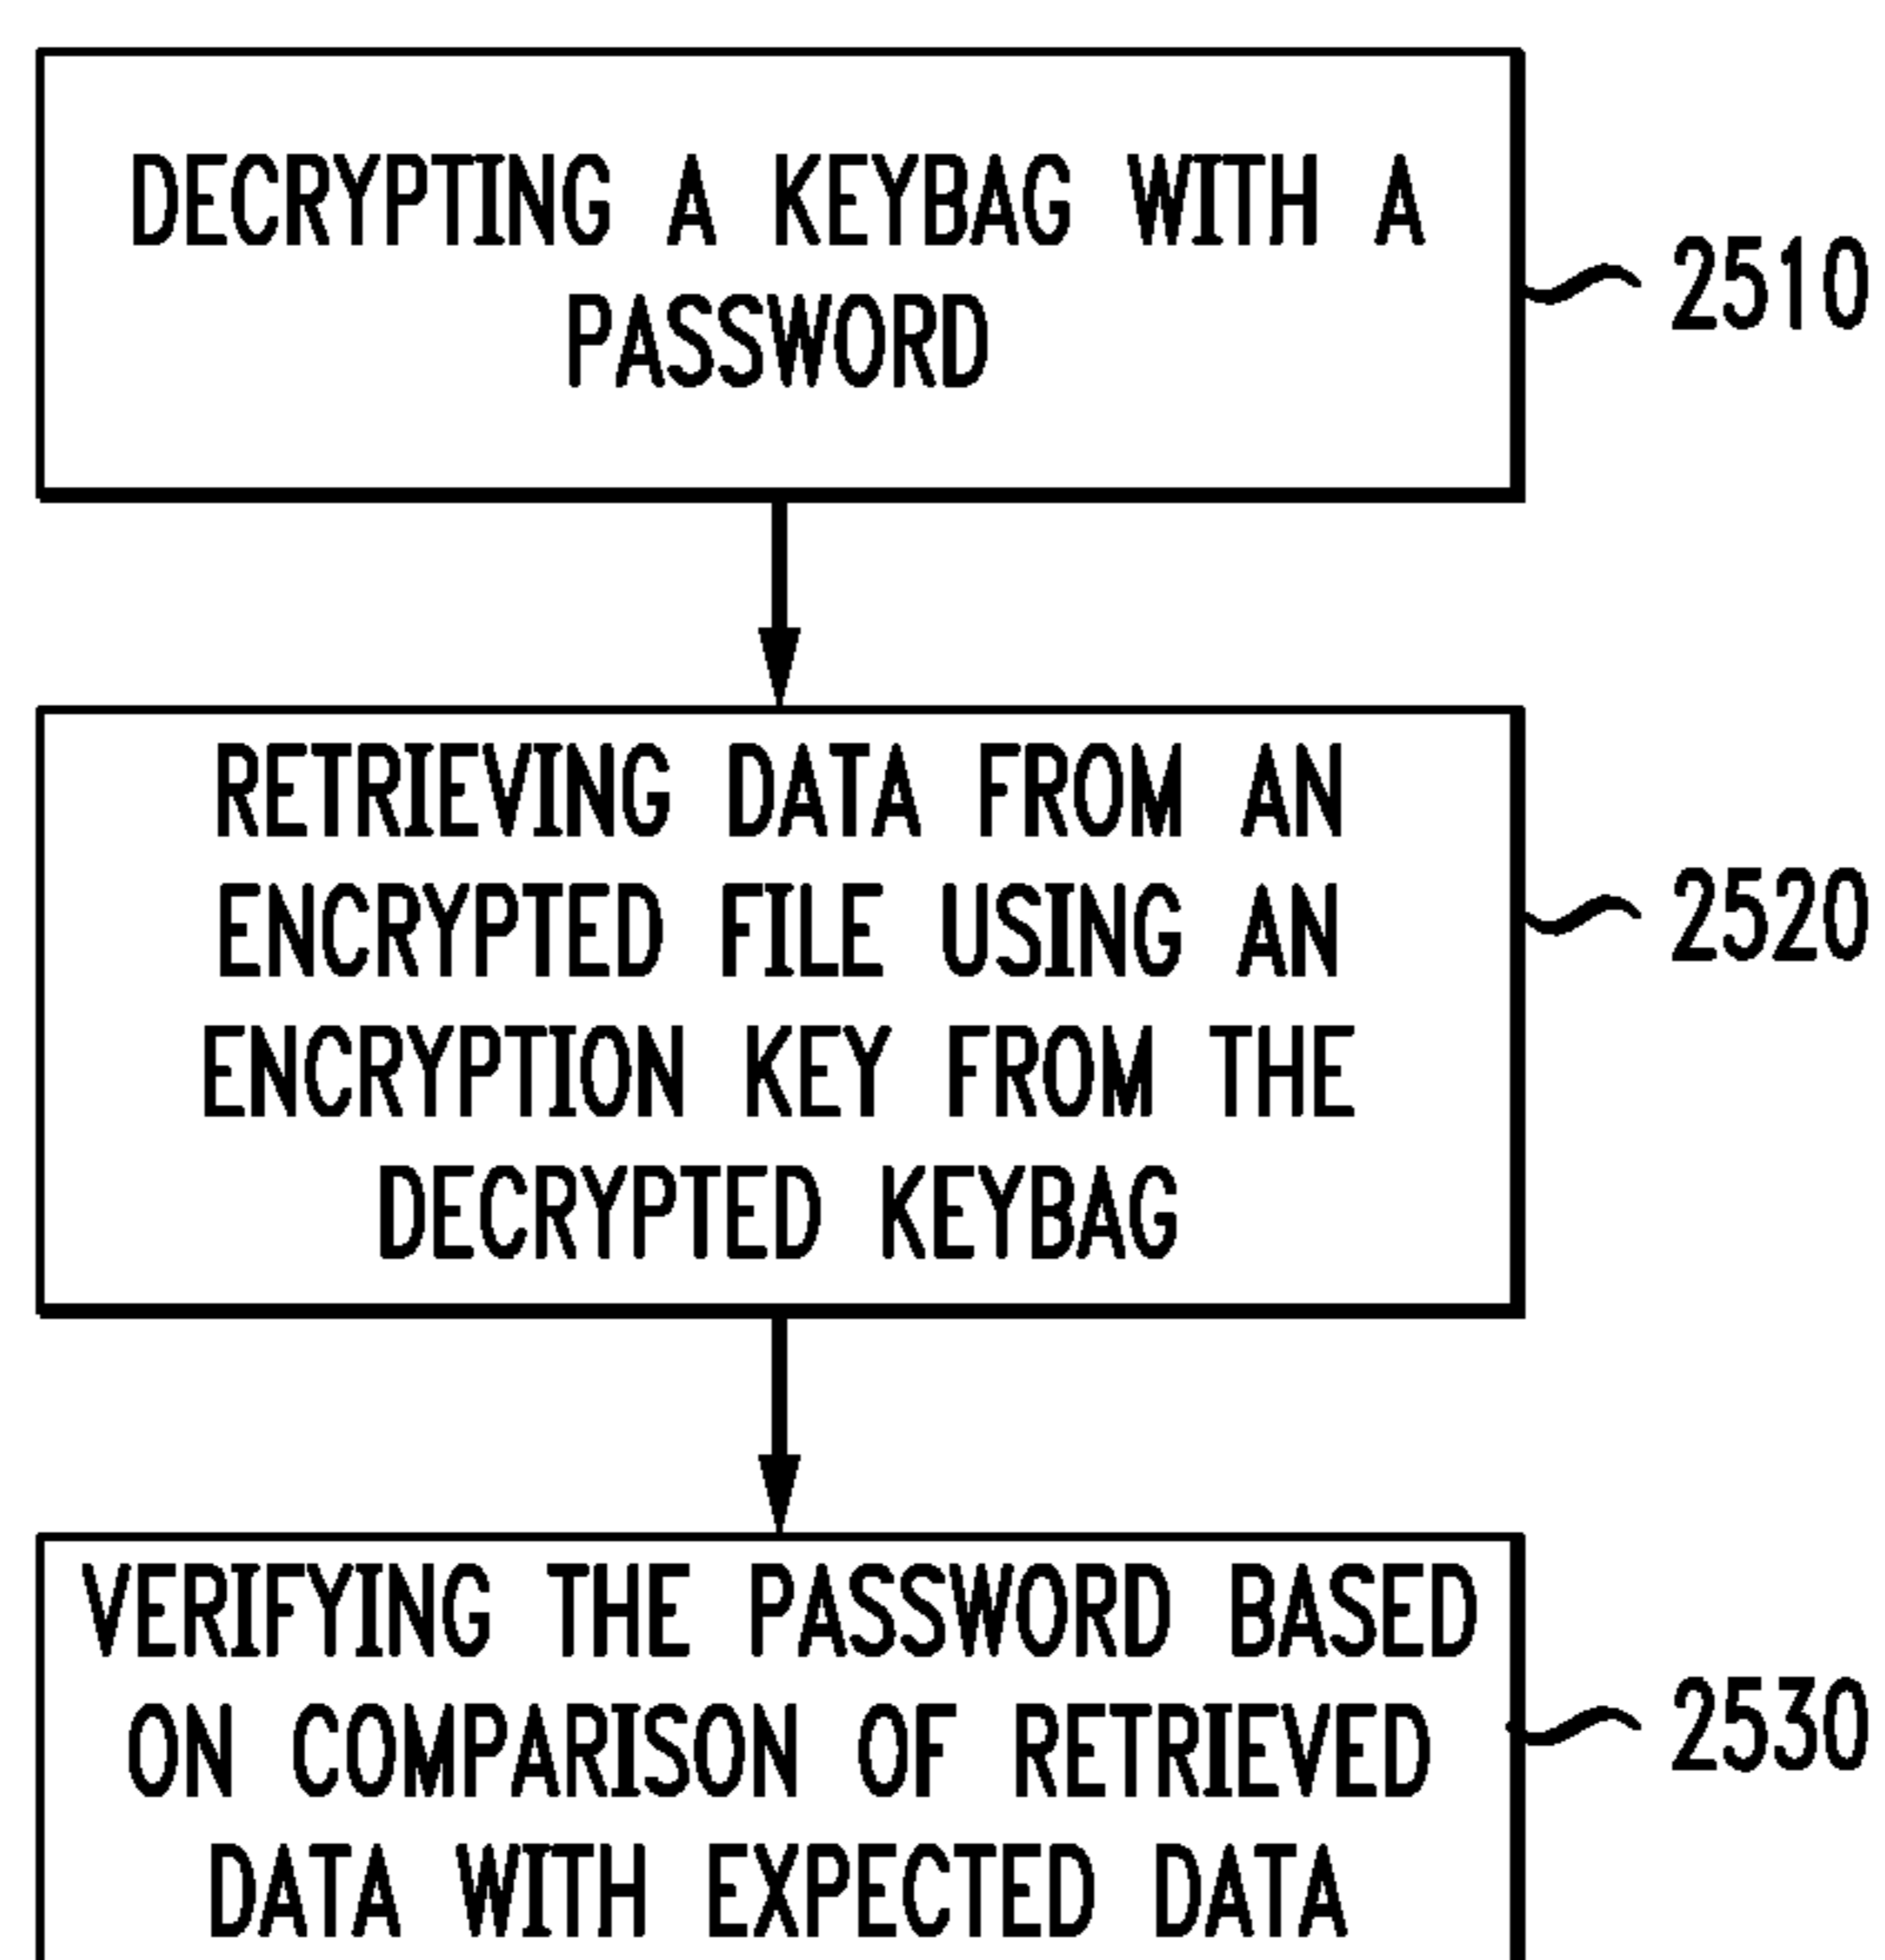 DECRYPTING A KEYBAG WITH A
PASSWORD
2510
RETRIEVING DATA FROM AN
ENCRYPTED FILE USING AN
ENCRYPTION KEY FROM THE
DECRYPTED KEYBAG
2520
VERIFYING THE PASSWORD BASED
ON COMPARISON OF RETRIEVED
DATA WITH EXPECTED DATA
2530